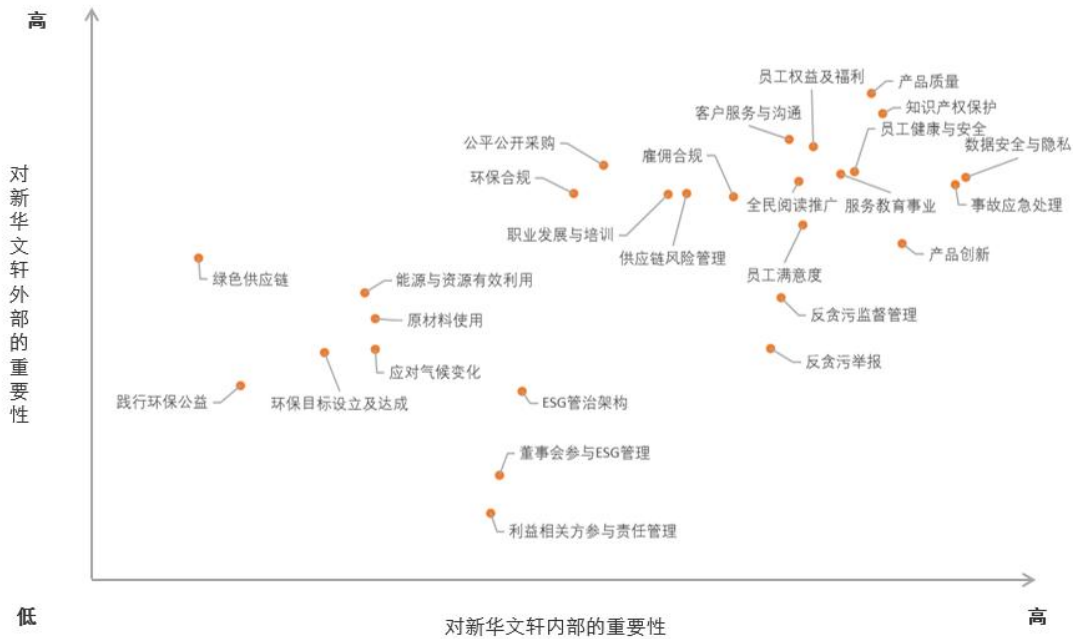 高
对新华文轩外部的重要性
员工权益及福利
产品质量
知识产权保护
客户服务与沟通
员工健康与安全
公平公开采购
数据安全与隐私
雇佣合规
环保合规
全民阅读推广
服务教育事业
事故应急处理
职业发展与培训
供应链风险管理
产品创新
员工满意度
绿色供应链
能源与资源有效利用
反贪污监督管理
原材料使用
反贪污举报
应对气候变化
践行环保公益
环保目标设立及达成
ESG管治架构
董事会参与ESG管理
利益相关方参与责任管理
低
对新华文轩内部的重要性
高